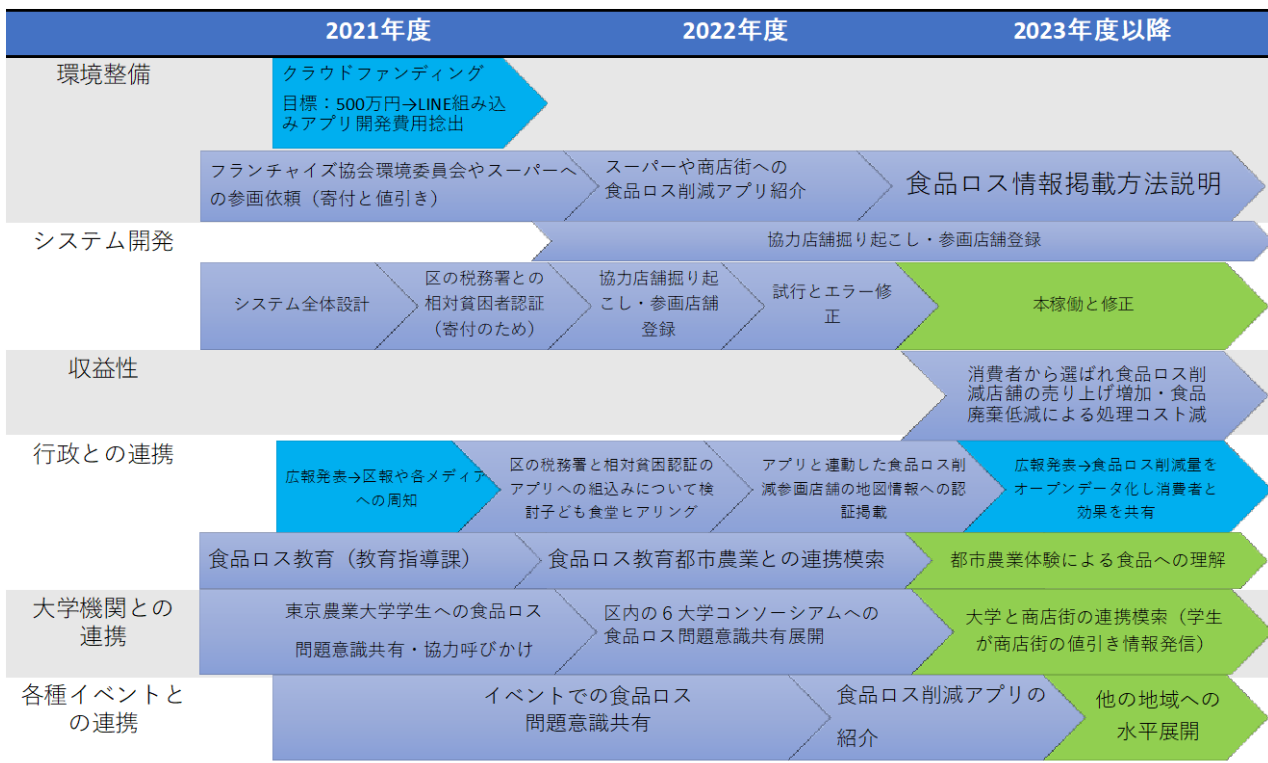 2021年度
2022年度
2023年度以降
環境整備
クラウドファンディング
目標：500万円→LINE組み込
みアプリ開発費用捻出
フランチャイズ協会環境委員会やスーパーへ
の参画依頼（寄付と値引き）
スーパーや商店街への
食品ロス削減アプリ紹介
食品ロス情報掲載方法説明
システム開発
協力店舗掘り起こし・参画店舗登録
システム全体設計
区の税務署との
相対貧困者認証
（寄付のため）
協力店舗掘り起
こし・参画店舗
登録
試行とエラー修
正
本稼働と修正
収益性
消費者から選ばれ食品ロス削
減店舗の売り上げ増加・食品
廃棄低減による処理コスト減
行政との連携
広報発表→区報や各メディア
への周知
区の税務署と相対貧困認証の
アプリへの組込みについて検
討子ども食堂ヒアリング
アプリと連動した食品ロス削
減参画店舗の地図情報への認
証掲載
広報発表→食品ロス削減量を
オープンデータ化し消費者と
効果を共有
食品ロス教育（教育指導課）
食品ロス教育都市農業との連携模索
都市農業体験による食品への理解
大学機関との
連携
東京農業大学学生への食品ロス
問題意識共有・協力呼びかけ
区内の６大学コンソーシアムへの
食品ロス問題意識共有展開
大学と商店街の連携模索（学生
が商店街の値引き情報発信）
各種イベントと
の連携
イベントでの食品ロス
問題意識共有
食品ロス削減アプリの
紹介
他の地域への
水平展開